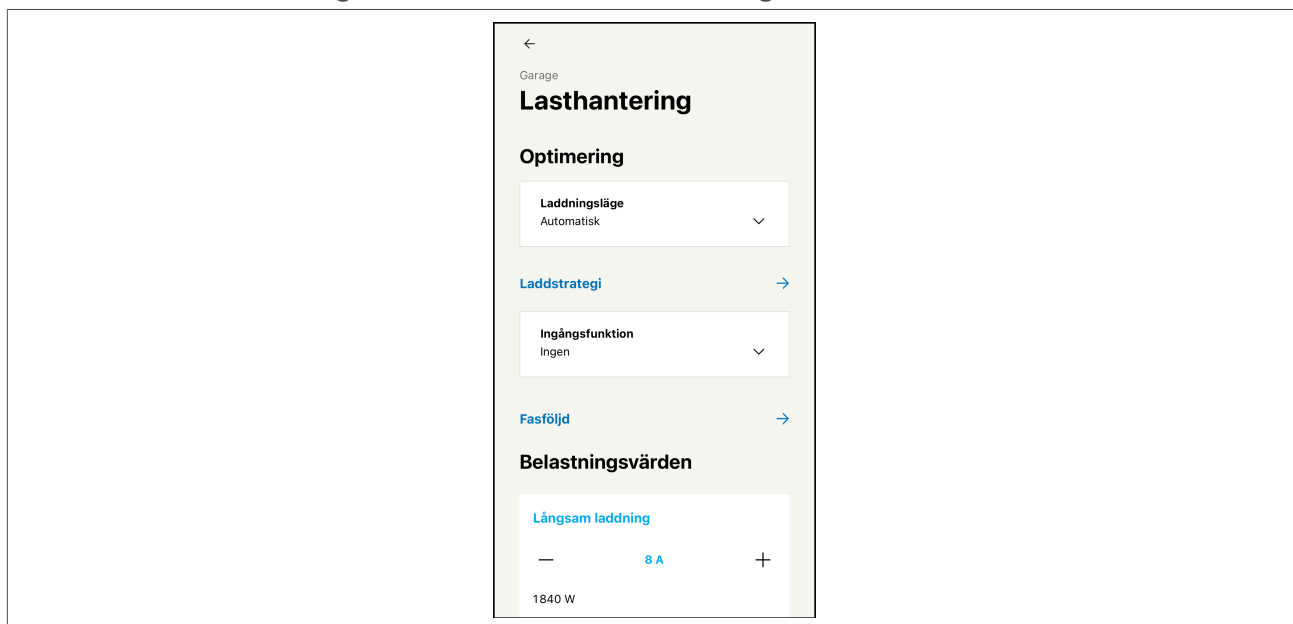 Garage
Lasthantering
Optimering
Laddningsläge
Automatisk
Laddstrategi
Ingångsfunktion
Ingen
Fasföljd
Belastningsvärden
Långsam laddning
8 A
1840 W